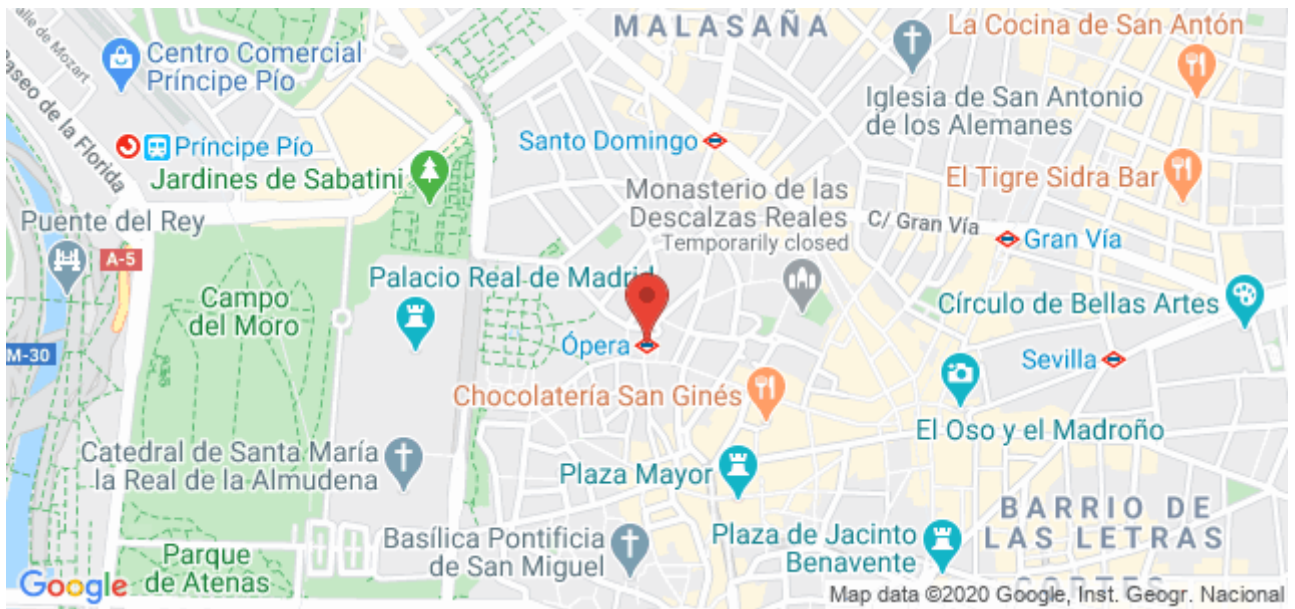 MALASAÑA
La Cocina de San Antón
Calle de Mozart
Centro Comercial
Príncipe Pío
Iglesia de San Antonio
de los Alemanes
Paseo de la Florida
Santo Domingo
Príncipe Pío
Jardines de Sabatini
El Tigre Sidra Bar
Monasterio de las
Descalzas Reales
Temporarily closed
C/ Gran Vía
Gran Vía
Puente del Rey
A-5
Palacio Real de Madrid
Campo
del Moro
Círculo de Bellas Artes
Ópera
M-30
Sevilla
Chocolatería San Ginés
El Oso y el Madroño
Catedral de Santa María
la Real de la Almudena
Plaza Mayor
BARRIO DE
LAS LETRAS
Basílica Pontificia
de San Miguel
Plaza de Jacinto
Benavente
Parque
de Atenas
CORTES
Google
Map data ©2020 Google, Inst. Geogr. Nacional